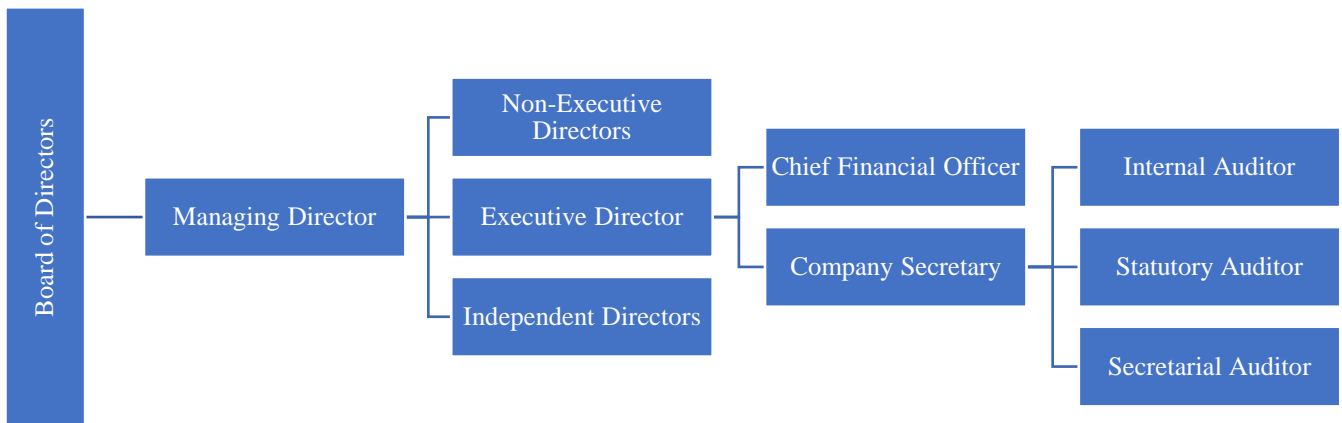 Board of Directors
Managing Director
Non-Executive
Directors
Executive Director
Independent Directors
Chief Financial Officer
Company Secretary
Internal Auditor
Statutory Auditor
Secretarial Auditor